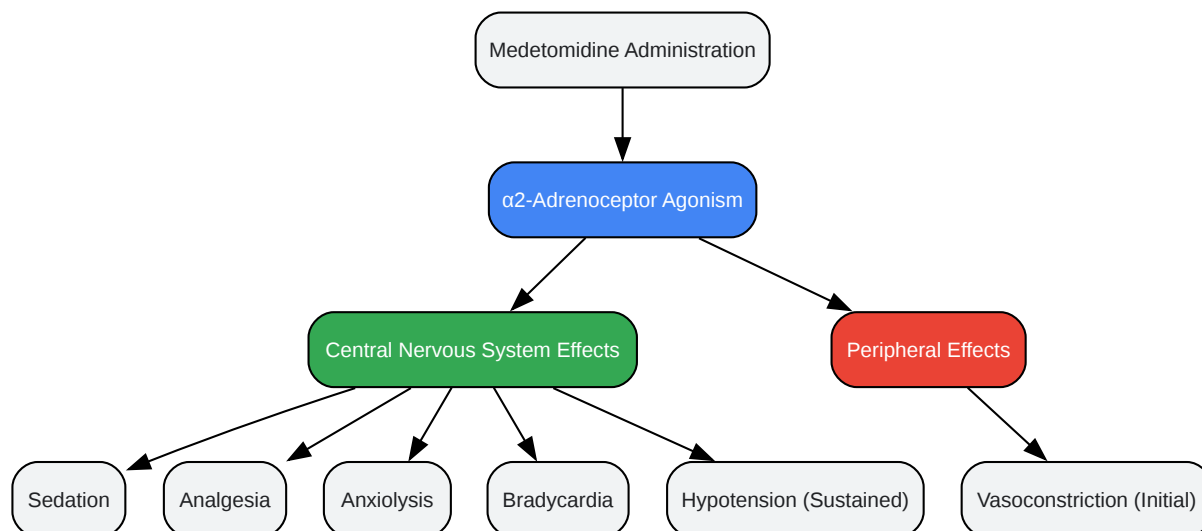 Medetomidine Administration
α2-Adrenoceptor Agonism
Central Nervous System Effects
Peripheral Effects
Sedation
Analgesia
Anxiolysis
Bradycardia
Hypotension (Sustained)
Vasoconstriction (Initial)